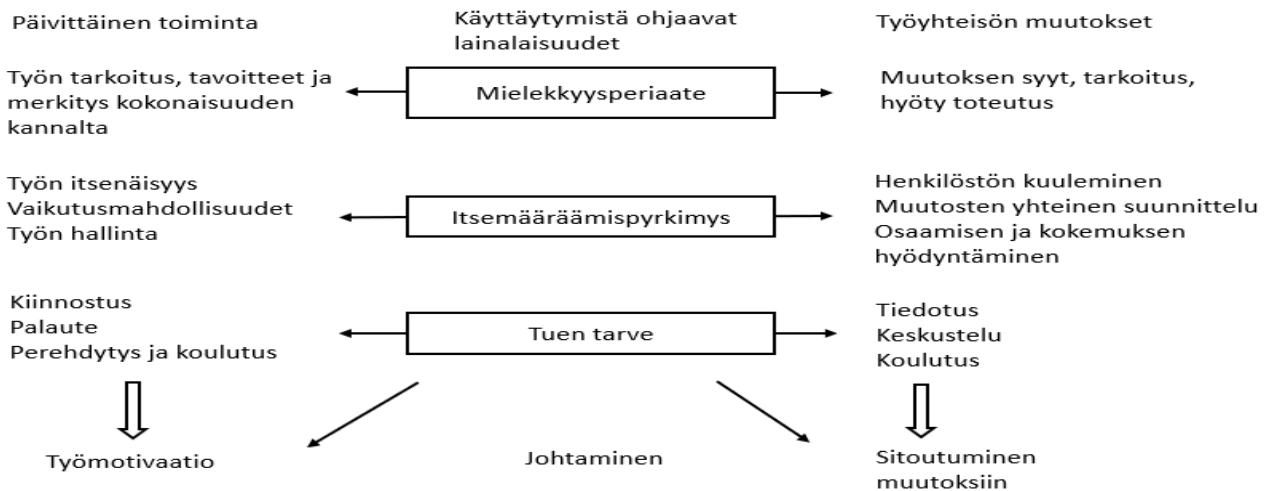 Päivittäinen toiminta
Käyttäytymistä ohjaavat
lainalaisuudet
Työyhteisön muutokset
Työn tarkoitus, tavoitteet ja
merkitys kokonaisuuden
kannalta
Mielekkyysperiaate
Muutoksen syyt, tarkoitus,
hyöty toteutus
Työn itsenäisyys
Vaikutusmahdollisuudet
Työn hallinta
Itsemääräämispyrkimys
Henkilöstön kuuleminen
Muutosten yhteinen suunnittelu
Osaamisen ja kokemuksen
hyödyntäminen
Kiinnostus
Palaute
Perehdytys ja koulutus
Tuen tarve
Tiedotus
Keskustelu
Koulutus
Työmotivaatio
Johtaminen
Sitoutuminen
muutoksiin